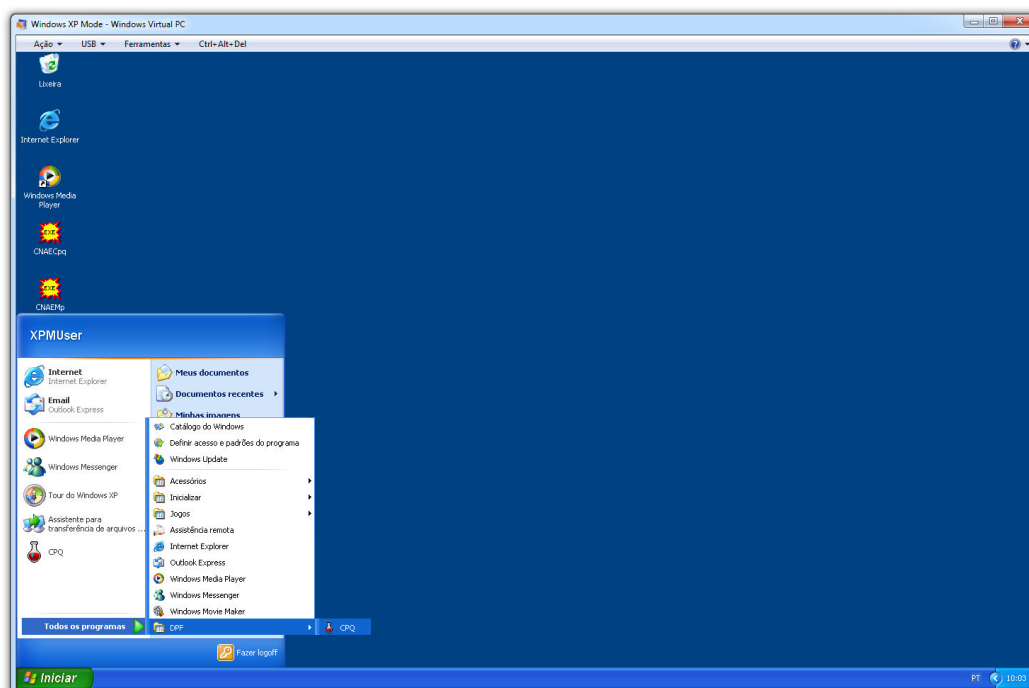 Windows XP Mode - Windows Virtual PC
Ação USB Ferramentas Ctrl+Alt+Del
Lixeira
Internet Explorer
Windows Media
Player
EXE
CNAECpq
EXE
CNAEMp
XPMUser
Internet
Internet Explorer
Email
Outlook Express
Windows Media Player
Windows Messenger
Tour do Windows XP
Assistente para
transferência de arquivos ...
CPQ
Todos os programas
Meus documentos
Documentos recentes
Minhas imagens
Catálogo do Windows
Definir acesso e padrões do programa
Windows Update
Acessórios
Inicializar
Jogos
Assistência remota
Internet Explorer
Outlook Express
Windows Media Player
Windows Messenger
Windows Movie Maker
DPF
CPQ
Fazer logoff
Iniciar
PT 10:03